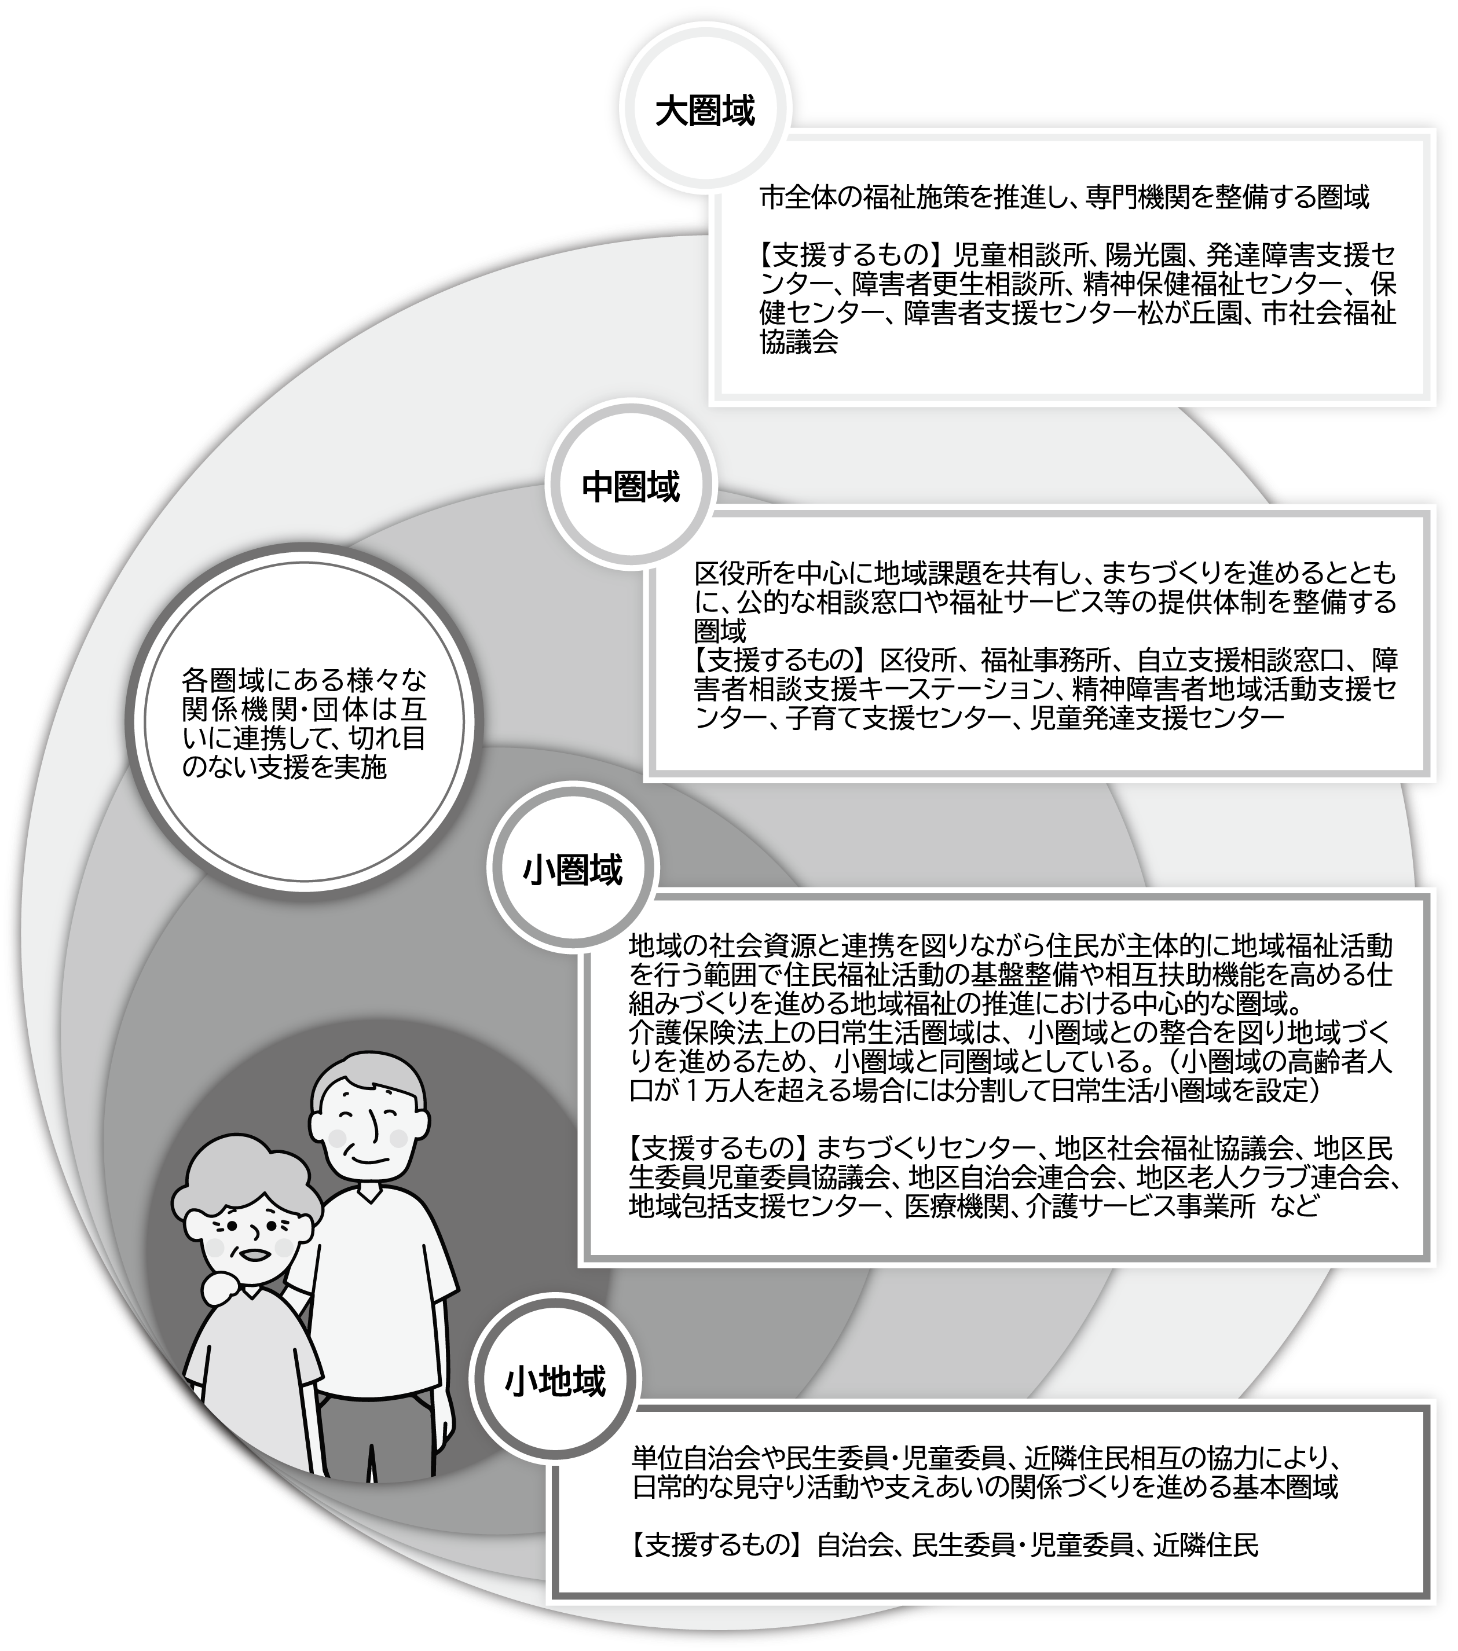 大圏域
市全体の福祉施策を推進し、専門機関を整備する圏域
【支援するもの】児童相談所、陽光園、発達障害支援セ
ンター、障害者更生相談所、精神保健福祉センター、保
健センター、障害者支援センター松が丘園、市社会福祉
協議会
中圏域
区役所を中心に地域課題を共有し、まちづくりを進めるととも
に、公的な相談窓口や福祉サービス等の提供体制を整備する
圏域
【支援するもの】区役所、福祉事務所、自立支援相談窓口、障
害者相談支援キーステーション、精神障害者地域活動支援セ
ンター、子育て支援センター、児童発達支援センター
各圏域にある様々な
関係機関・団体は互
いに連携して、切れ目
のない支援を実施
小圏域
地域の社会資源と連携を図りながら住民が主体的に地域福祉活動
を行う範囲で住民福祉活動の基盤整備や相互扶助機能を高める仕
組みづくりを進める地域福祉の推進における中心的な圏域。
介護保険法上の日常生活圏域は、小圏域との整合を図り地域づく
りを進めるため、小圏域と同圏域としている。（小圏域の高齢者人
口が1万人を超える場合には分割して日常生活小圏域を設定）
【支援するもの】まちづくりセンター、地区社会福祉協議会、地区民
生委員児童委員協議会、地区自治会連合会、地区老人クラブ連合会、
地域包括支援センター、医療機関、介護サービス事業所 など
小地域
単位自治会や民生委員・児童委員、近隣住民相互の協力により、
日常的な見守り活動や支えあいの関係づくりを進める基本圏域
【支援するもの】自治会、民生委員・児童委員、近隣住民